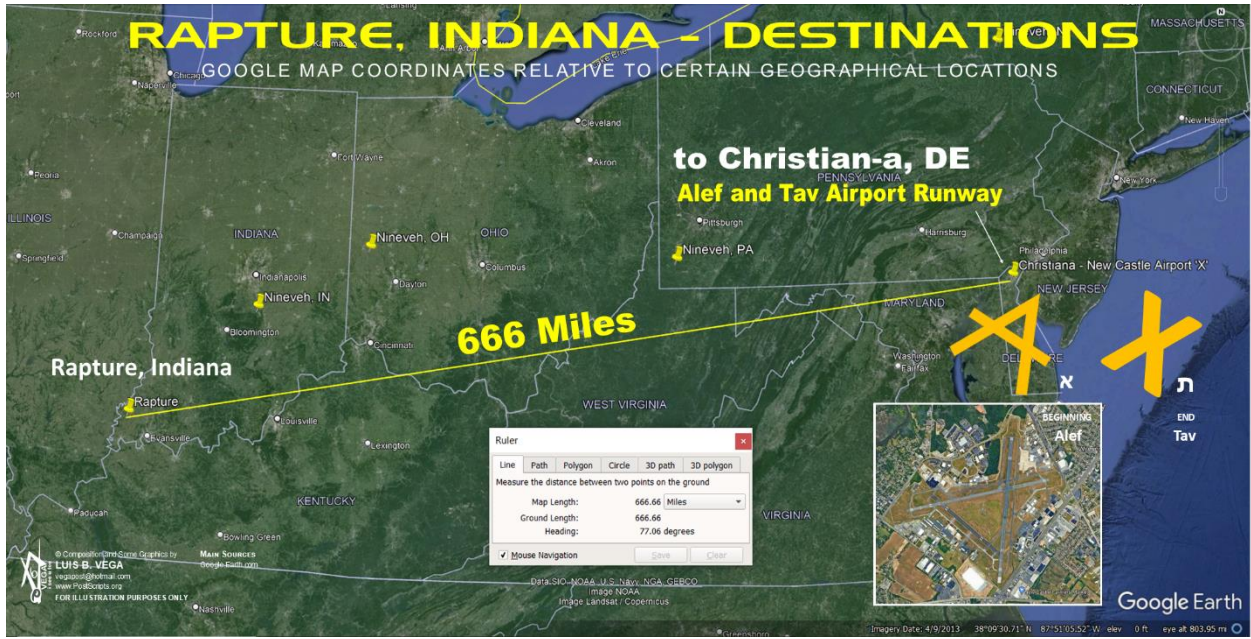 RAPTURE, INDIANA - DESTINATIONS
GOOGLE MAP COORDINATES RELATIVE TO CERTAIN GEOGRAPHICAL LOCATIONS
Lansing
MASSACHUSETTS
Rockford
Chicago
Naperville
Lake Erie
CONNECTICUT
Cleveland
New Haven
Fort Wayne
Akron
to Christian-a, DE
PENNSYLVANIA
Peoria
Alef and Tav Airport Runway
New York
ILLINOIS
Pittsburgh
Champaign
INDIANA
Nineveh, OH
OHIO
Harrisburg
Springfield
Nineveh, PA
Philadelphia
Columbus
Christiana - New Castle Airport 'X'
Indianapolis
Dayton
NEW JERSEY
Nineveh, IN
MARYLAND
Bloomington
666 Miles
Cincinnati
Washington
DELAWARE
Fairfax
Rapture, Indiana
א
ת
Rapture
WEST VIRGINIA
BEGINNING
END
Louisville
Alef
Tav
Evansville
Lexington
Ruler
Line Path Polygon Circle 3D path 3D polygon
Measure the distance between two points on the ground
Map Length: 666.66 Miles
Ground Length: 666.66
Heading: 77.06 degrees
Mouse Navigation Save Clear
KENTUCKY
Paducah
VIRGINIA
Bowling Green
© Composition and Some Graphics by
LUIS B. VEGA
vegapost@hotmail.com
www.PostScripts.org
FOR ILLUSTRATION PURPOSES ONLY
MAIN SOURCES
Google Earth.com
VEGA
Data SIO, NOAA, U.S. Navy, NGA, GEBCO
Image NOAA
Image Landsat / Copernicus
Nashville
Greensboro
Google Earth
Imagery Date: 4/9/2013 38°09'30.71" N 87°51'05.52" W elev 0 ft eye alt 803.95 mi